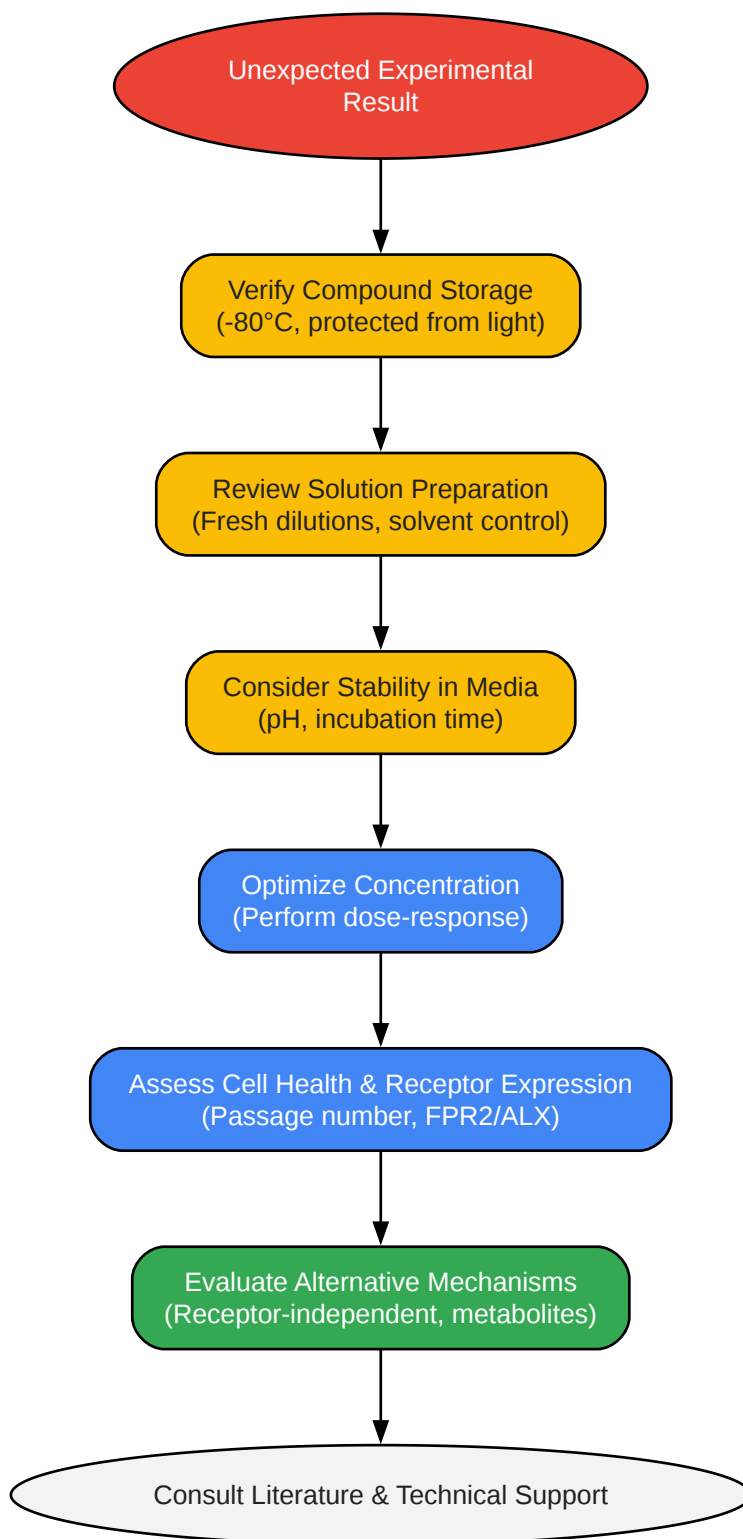 Unexpected Experimental
Result
Verify Compound Storage
(-80°C, protected from light)
Review Solution Preparation
(Fresh dilutions, solvent control)
Consider Stability in Media
(pH, incubation time)
Optimize Concentration
(Perform dose-response)
Assess Cell Health & Receptor Expression
(Passage number, FPR2/ALX)
Evaluate Alternative Mechanisms
(Receptor-independent, metabolites)
Consult Literature & Technical Support